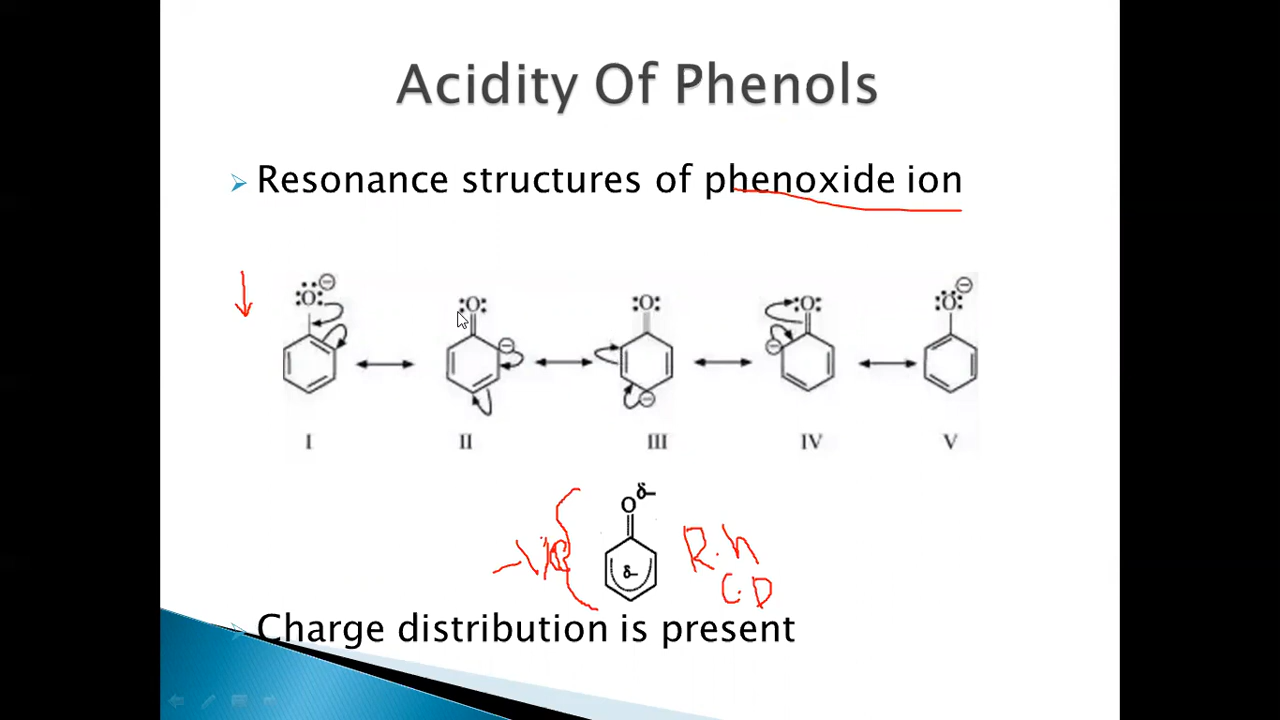 Acidity Of Phenols
Resonance structures of phenoxide ion
:Ö:⊖ :O: :O: :O: :Ö:⊖
I II III IV V
O δ-
δ-
R.h
C.D
Charge distribution is present